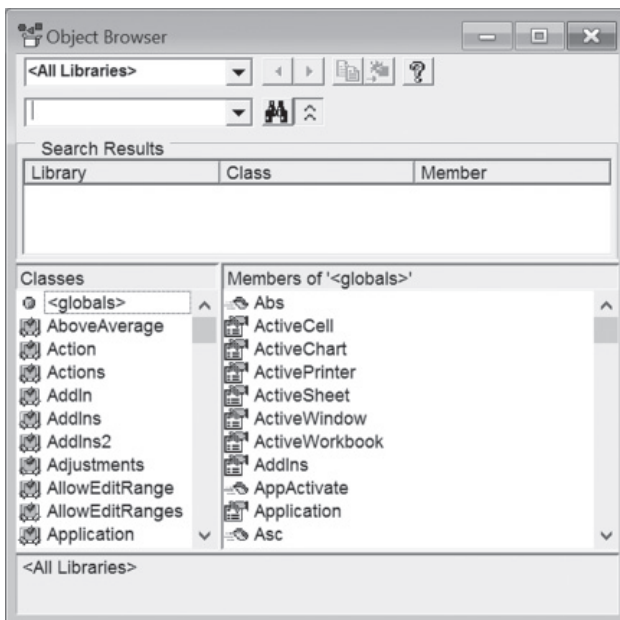 Object Browser
<All Libraries>
Search Results
Library Class Member
Classes
<globals>
AboveAverage
Action
Actions
AddIn
AddIns
AddIns2
Adjustments
AllowEditRange
AllowEditRanges
Application
Members of '<globals>'
Abs
ActiveCell
ActiveChart
ActivePrinter
ActiveSheet
ActiveWindow
ActiveWorkbook
AddIns
AppActivate
Application
Asc
<All Libraries>